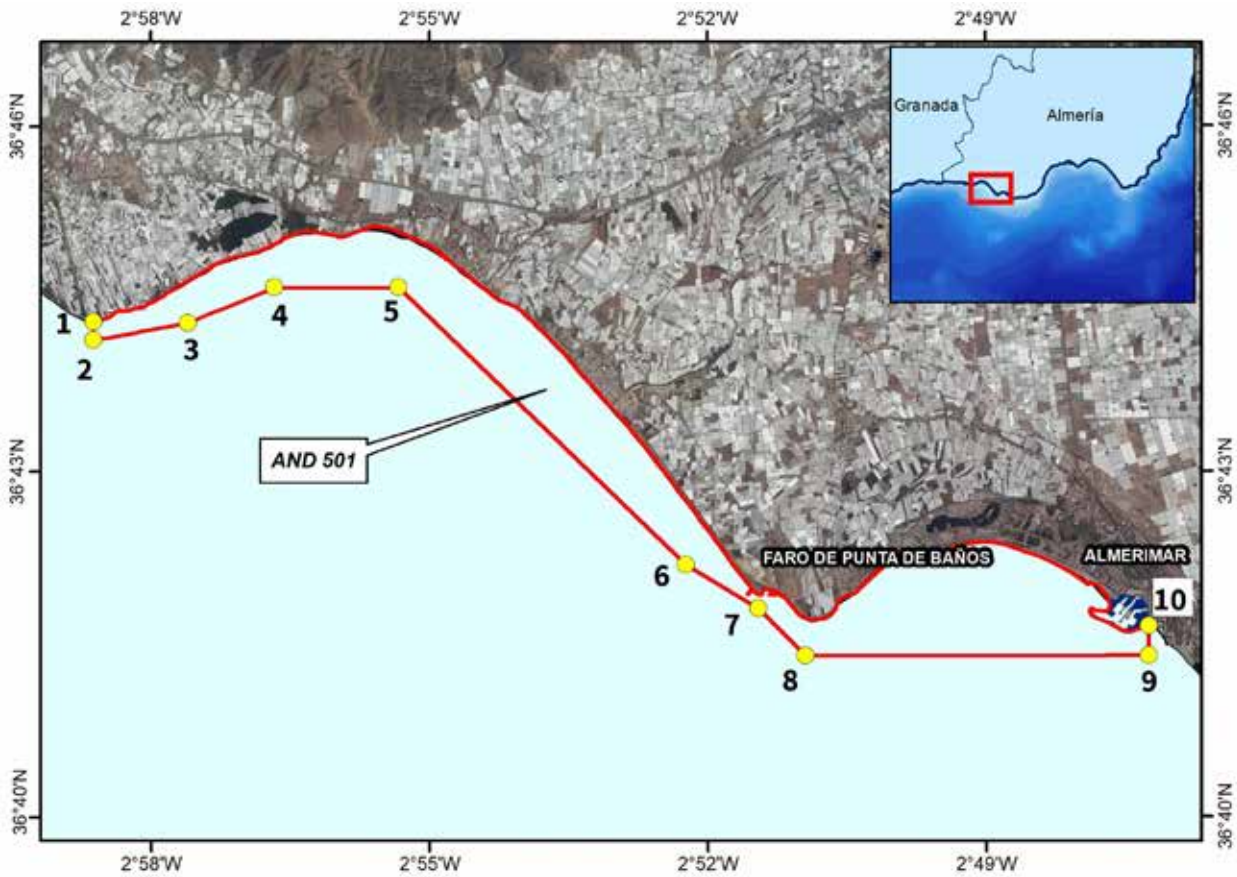 2°58'W
2°55'W
2°52'W
2°49'W
36°46'N
36°46'N
Granada
Almería
1
2
3
4
5
AND 501
36°43'N
36°43'N
6
7
FARO DE PUNTA DE BAÑOS
ALMERIMAR
10
8
9
36°40'N
36°40'N
2°58'W
2°55'W
2°52'W
2°49'W